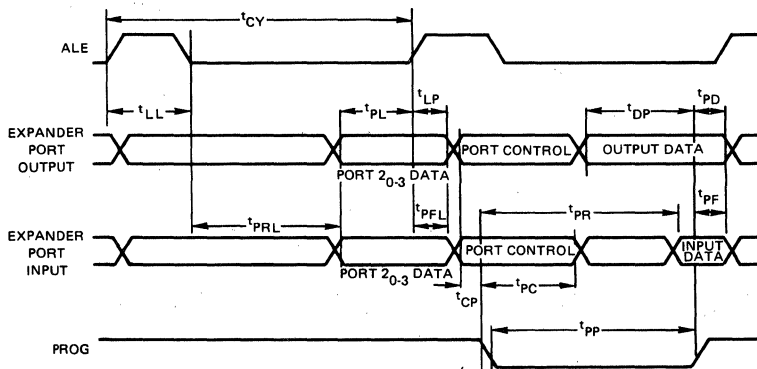 tCY
ALE
tLL
tPL
tLP
tDP
tPD
EXPANDER
PORT
OUTPUT
PORT CONTROL
OUTPUT DATA
PORT 20-3 DATA
tPRL
tPFL
tPR
tPF
EXPANDER
PORT
INPUT
PORT CONTROL
INPUT
DATA
PORT 20-3 DATA
tCP
tPC
tPP
PROG